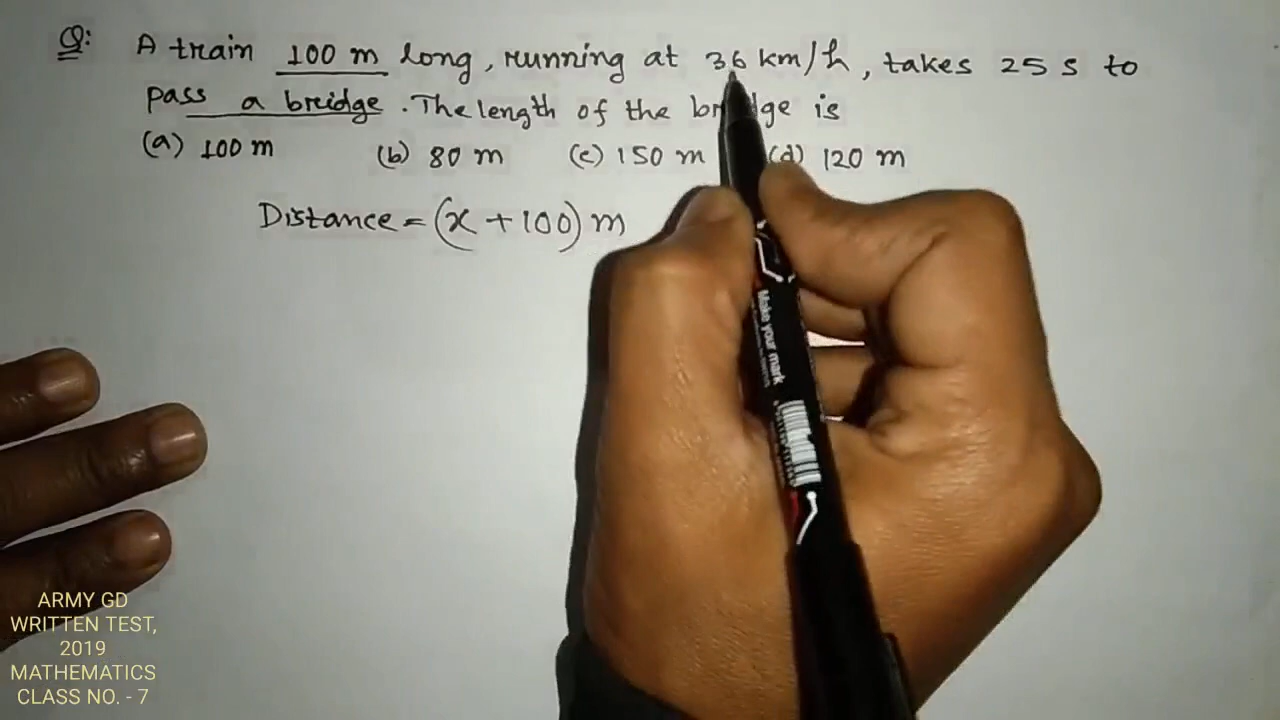 Q: A train 100 m long, running at 36 km/h, takes 25 s to
pass a breidge. The length of the bridge is
(a) 100 m (b) 80 m (c) 150 m (d) 120 m
Distance = (x + 100) m
Make your mark
ARMY GD
WRITTEN TEST,
2019
MATHEMATICS
CLASS NO. - 7